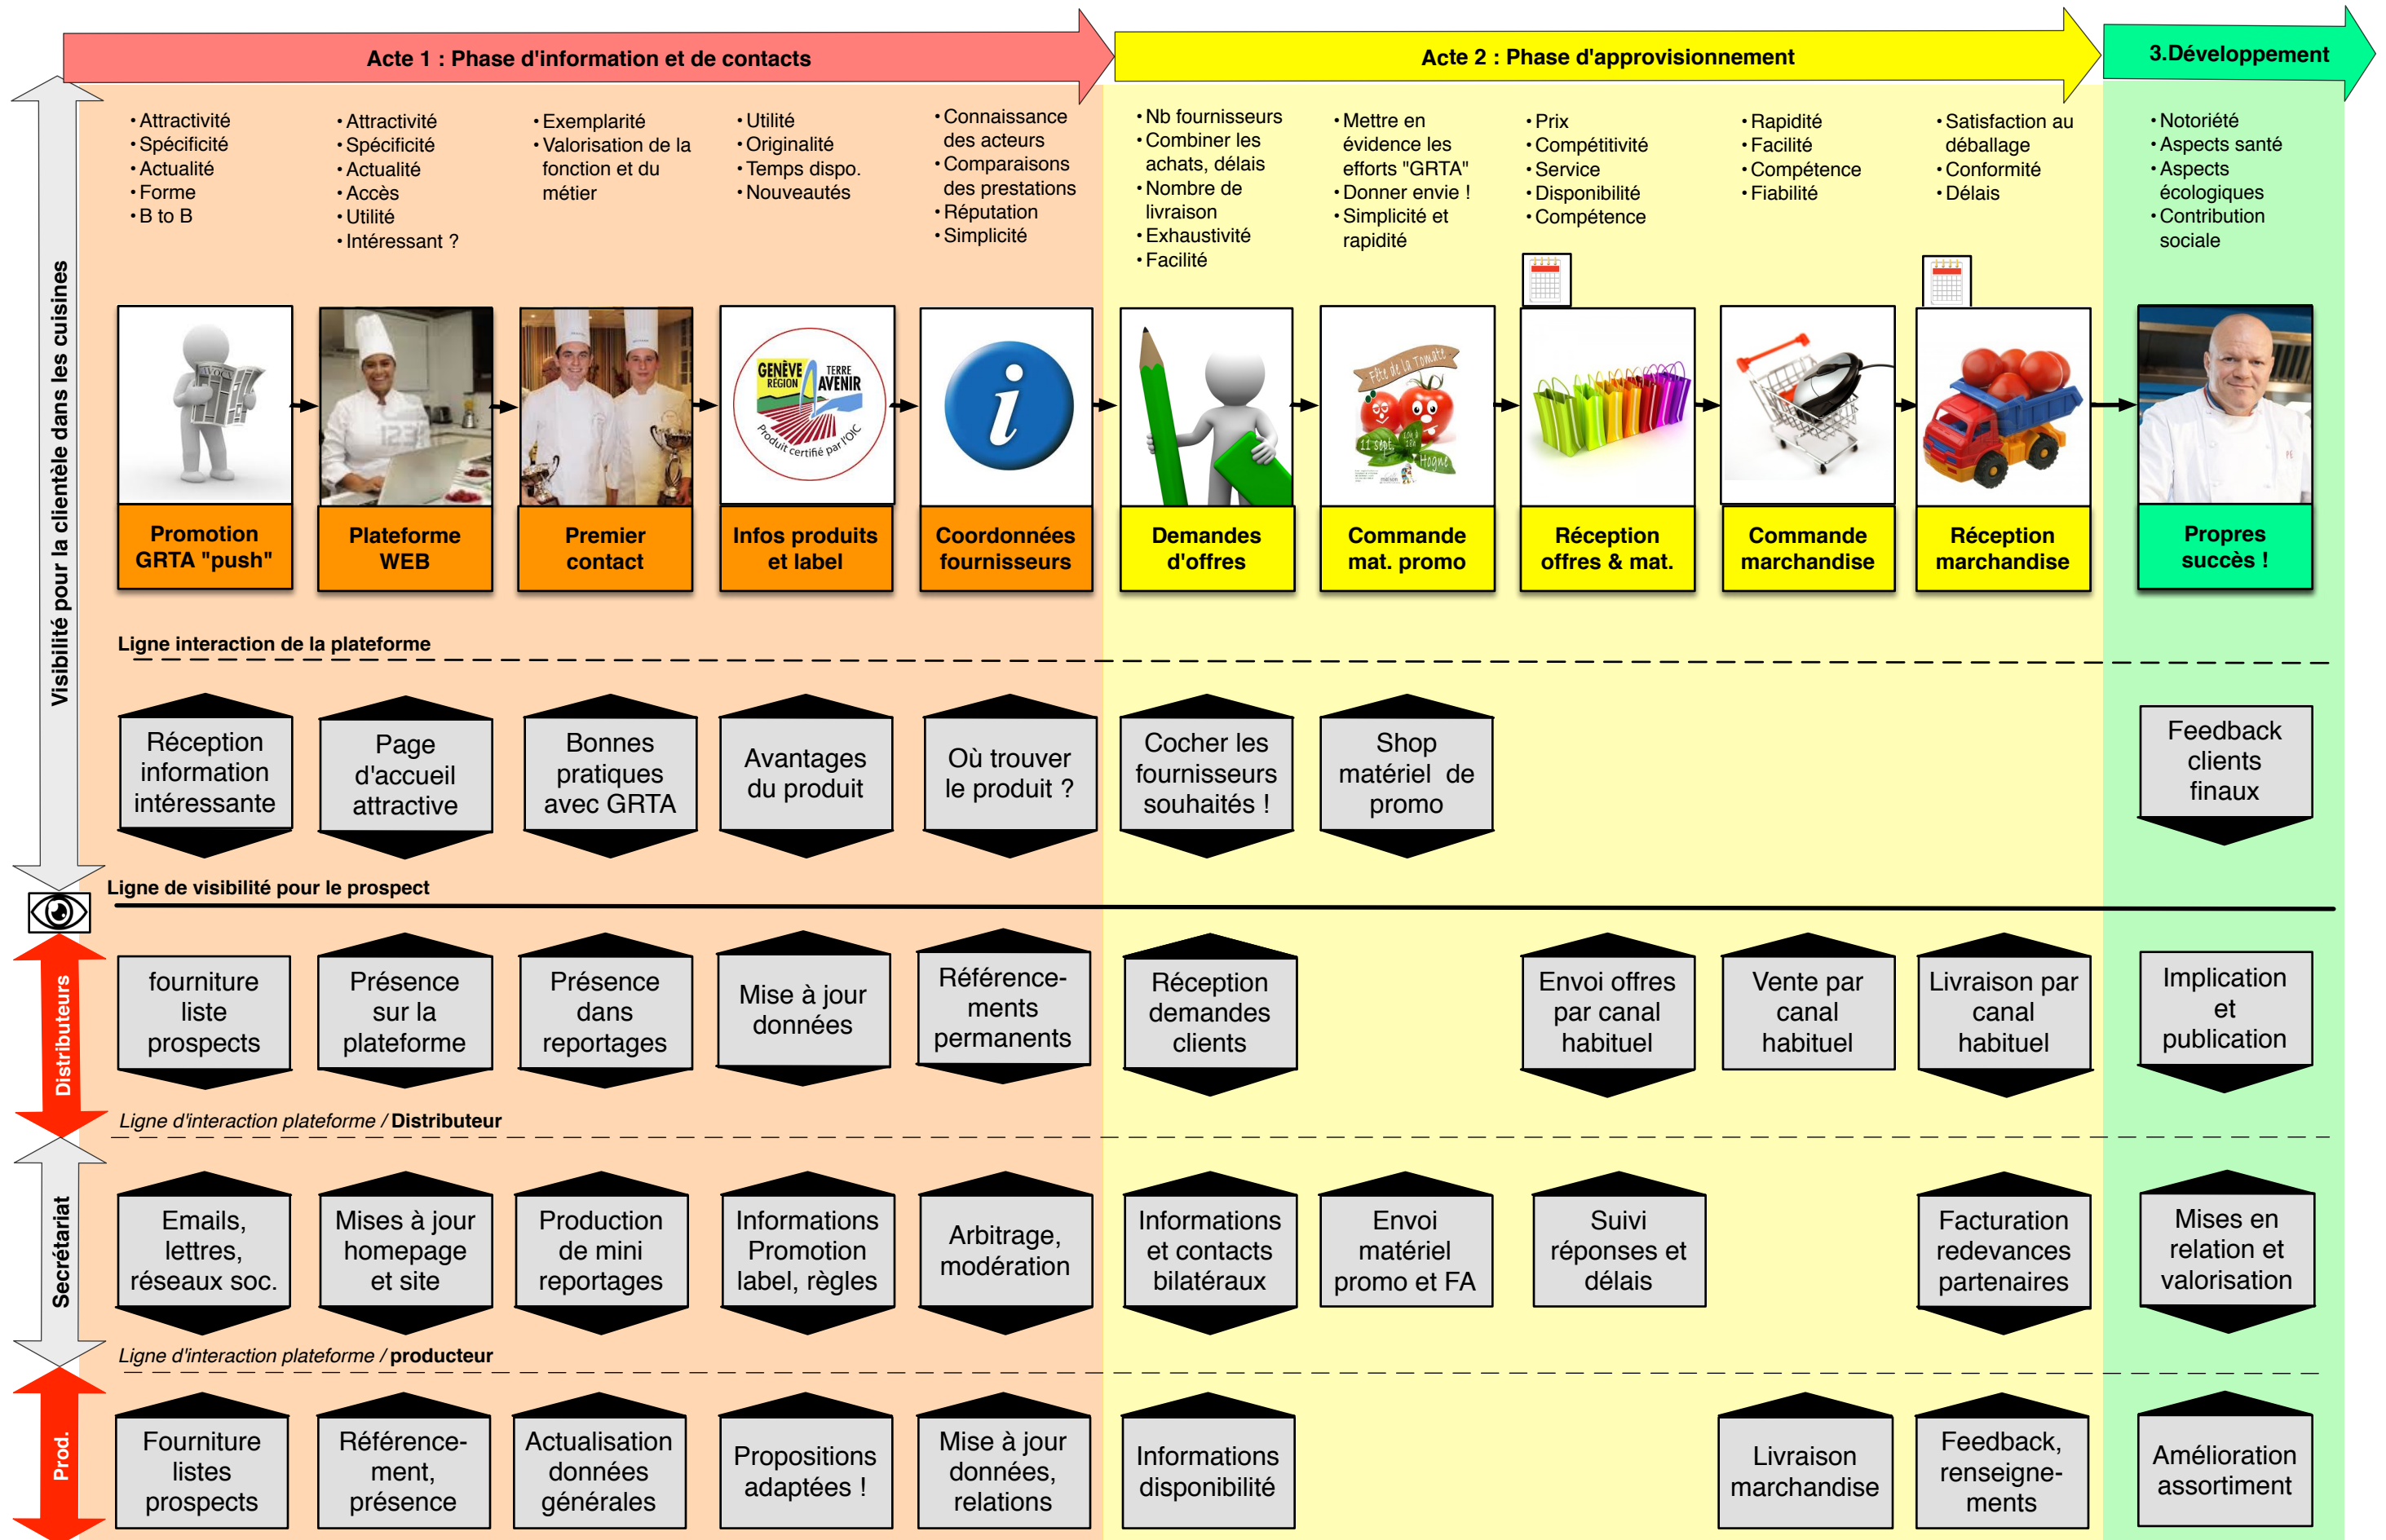 Acte 1 : Phase d'information et de contacts
Acte 2 : Phase d'approvisionnement
3.Développement
Visibilité pour la clientèle dans les cuisines
• Attractivité
• Spécificité
• Actualité
• Forme
• B to B
• Attractivité
• Spécificité
• Actualité
• Accès
• Utilité
• Intéressant ?
• Exemplarité
• Valorisation de la
fonction et du
métier
• Utilité
• Originalité
• Temps dispo.
• Nouveautés
• Connaissance
des acteurs
• Comparaisons
des prestations
• Réputation
• Simplicité
• Nb fournisseurs
• Combiner les
achats, délais
• Nombre de
livraison
• Exhaustivité
• Facilité
• Mettre en
évidence les
efforts "GRTA"
• Donner envie !
• Simplicité et
rapidité
• Prix
• Compétitivité
• Service
• Disponibilité
• Compétence
• Rapidité
• Facilité
• Compétence
• Fiabilité
• Satisfaction au
déballage
• Conformité
• Délais
• Notoriété
• Aspects santé
• Aspects
écologiques
• Contribution
sociale
GENÈVE
RÉGION
TERRE
AVENIR
Produit certifié par l'OIC
Fête de la Tomate
11 sept.
10h à
18h
Hogne
Promotion
GRTA "push"
Plateforme
WEB
Premier
contact
Infos produits
et label
Coordonnées
fournisseurs
Demandes
d'offres
Commande
mat. promo
Réception
offres & mat.
Commande
marchandise
Réception
marchandise
Propres
succès !
Ligne interaction de la plateforme
Réception
information
intéressante
Page
d'accueil
attractive
Bonnes
pratiques
avec GRTA
Avantages
du produit
Où trouver
le produit ?
Cocher les
fournisseurs
souhaités !
Shop
matériel de
promo
Feedback
clients
finaux
Ligne de visibilité pour le prospect
Distributeurs
fourniture
liste
prospects
Présence
sur la
plateforme
Présence
dans
reportages
Mise à jour
données
Référence-
ments
permanents
Réception
demandes
clients
Envoi offres
par canal
habituel
Vente par
canal
habituel
Livraison par
canal
habituel
Implication
et
publication
Ligne d'interaction plateforme / Distributeur
Secrétariat
Emails,
lettres,
réseaux soc.
Mises à jour
homepage
et site
Production
de mini
reportages
Informations
Promotion
label, règles
Arbitrage,
modération
Informations
et contacts
bilatéraux
Envoi
matériel
promo et FA
Suivi
réponses et
délais
Facturation
redevances
partenaires
Mises en
relation et
valorisation
Ligne d'interaction plateforme / producteur
Prod.
Fourniture
listes
prospects
Référence-
ment,
présence
Actualisation
données
générales
Propositions
adaptées !
Mise à jour
données,
relations
Informations
disponibilité
Livraison
marchandise
Feedback,
renseigne-
ments
Amélioration
assortiment